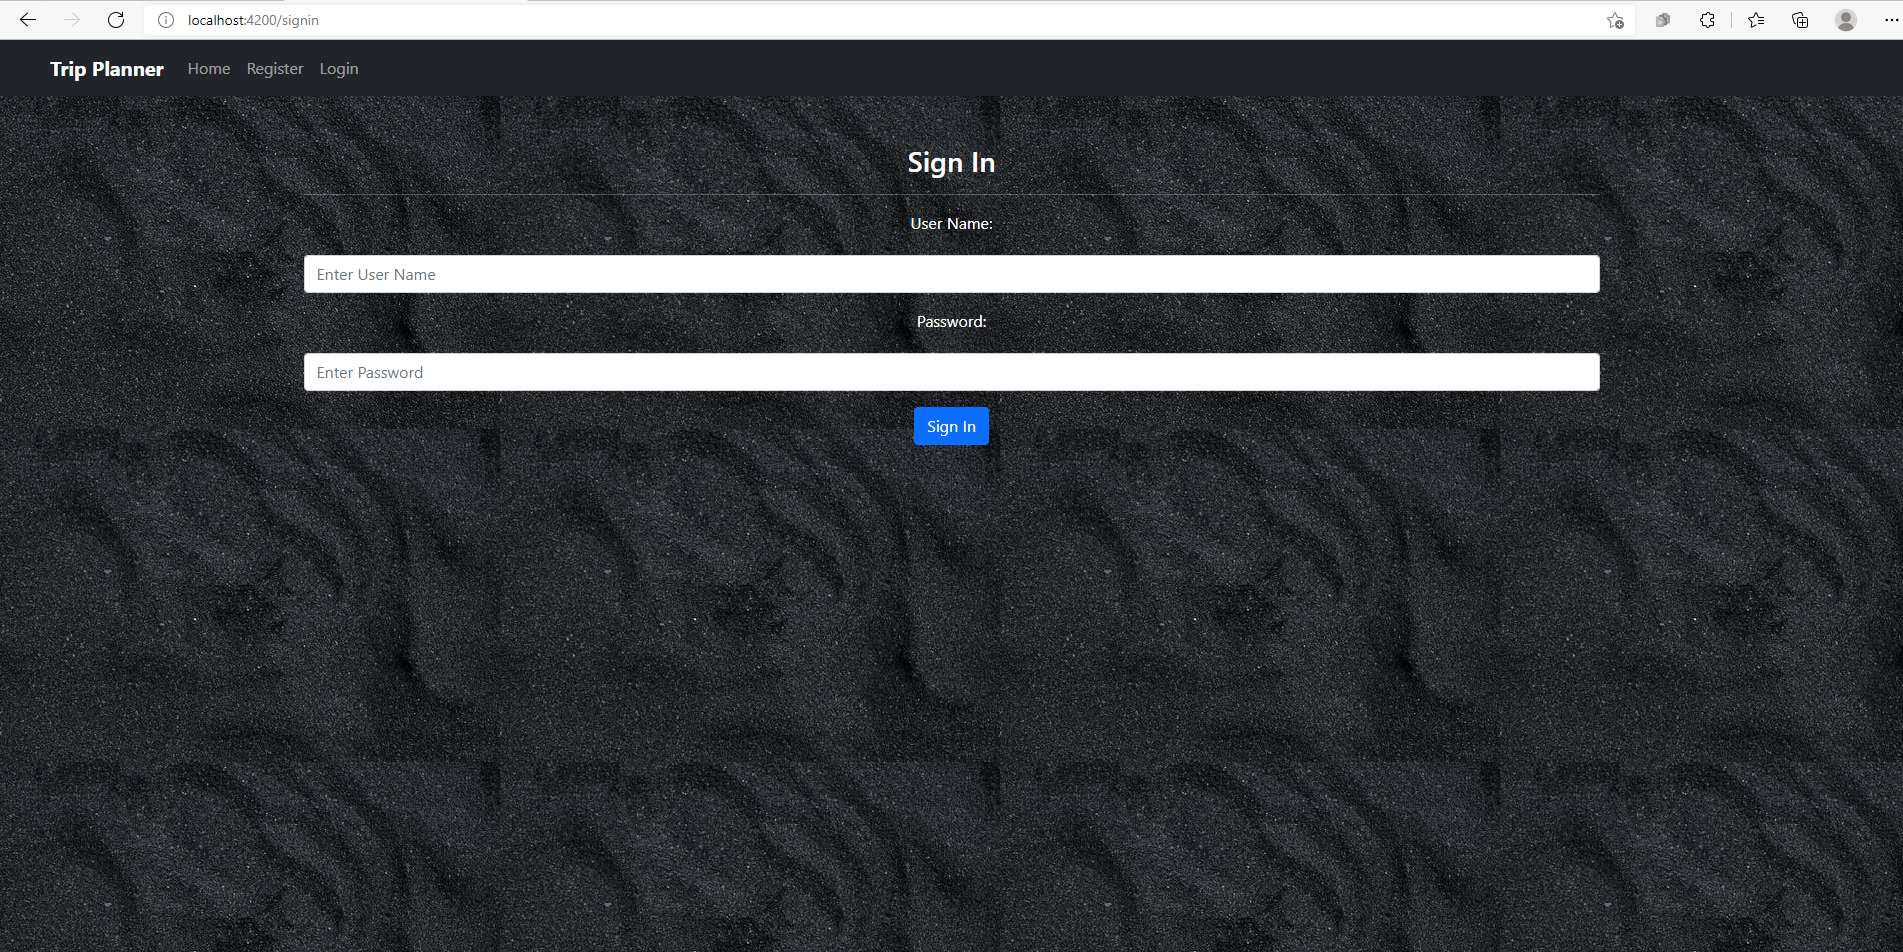 localhost:4200/signin
Trip Planner Home Register Login
Sign In
User Name:
Enter User Name
Password:
Enter Password
Sign In